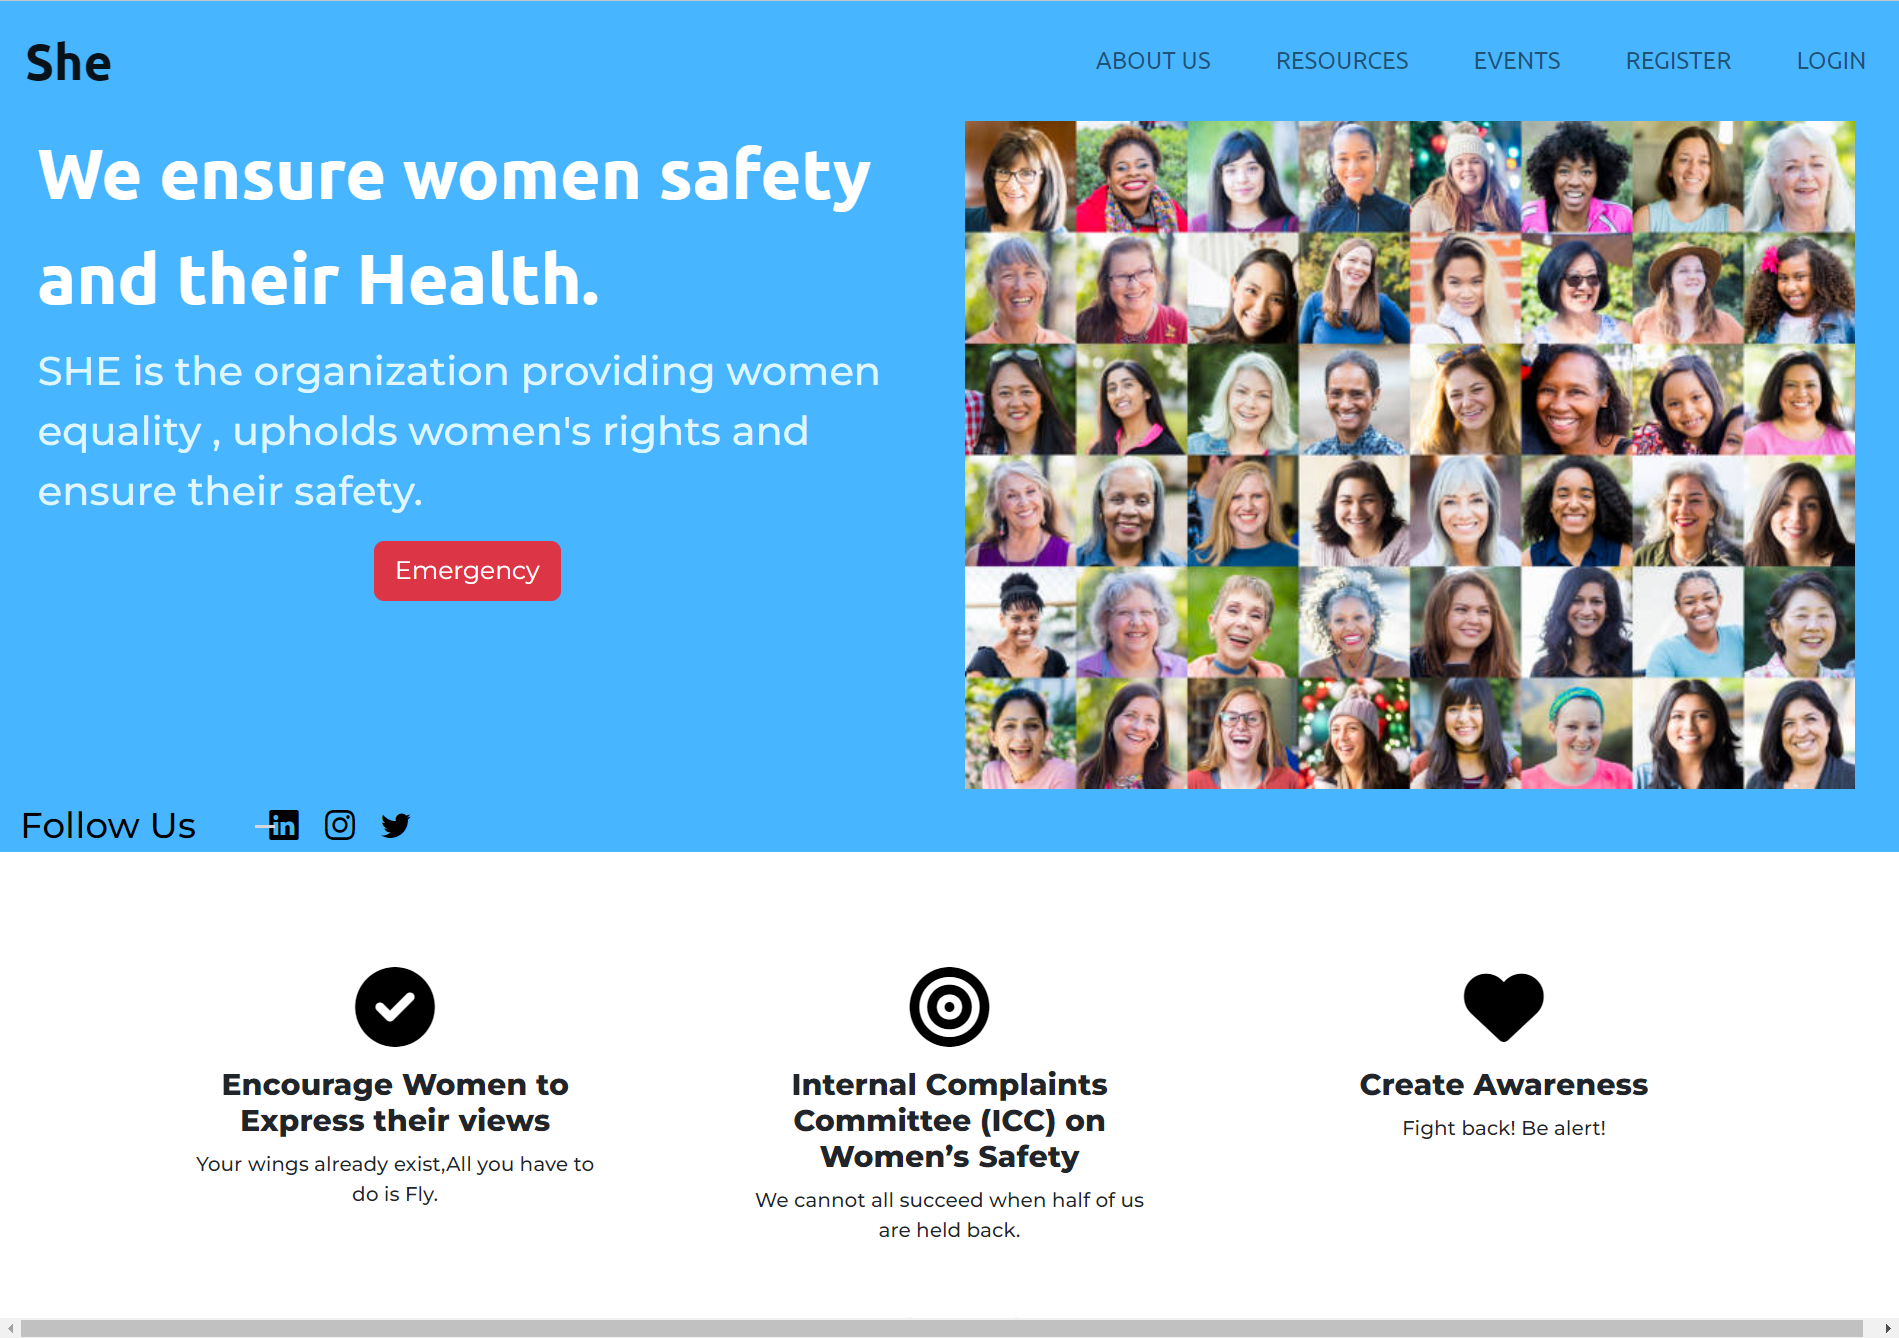 She
ABOUT US
RESOURCES
EVENTS
REGISTER
LOGIN
We ensure women safety
and their Health.
SHE is the organization providing women
equality , upholds women's rights and
ensure their safety.
Emergency
Follow Us
in
Encourage Women to
Express their views
Your wings already exist,All you have to
do is Fly.
Internal Complaints
Committee (ICC) on
Women’s Safety
We cannot all succeed when half of us
are held back.
Create Awareness
Fight back! Be alert!